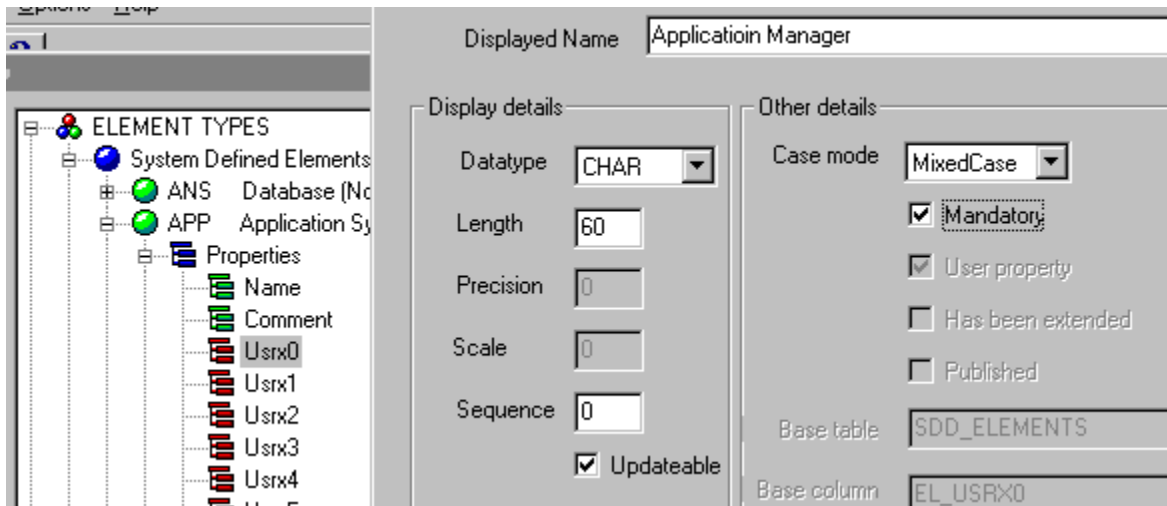 Options Help
Displayed Name Applicatioin Manager
ELEMENT TYPES
System Defined Elements
ANS Database (No
APP Application Sy
Properties
Name
Comment
Usrx0
Usrx1
Usrx2
Usrx3
Usrx4
Display details
Datatype CHAR
Length 60
Precision 0
Scale 0
Sequence 0
Updateable
Other details
Case mode MixedCase
Mandatory
User property
Has been extended
Published
Base table SDD_ELEMENTS
Base column EL_USRX0